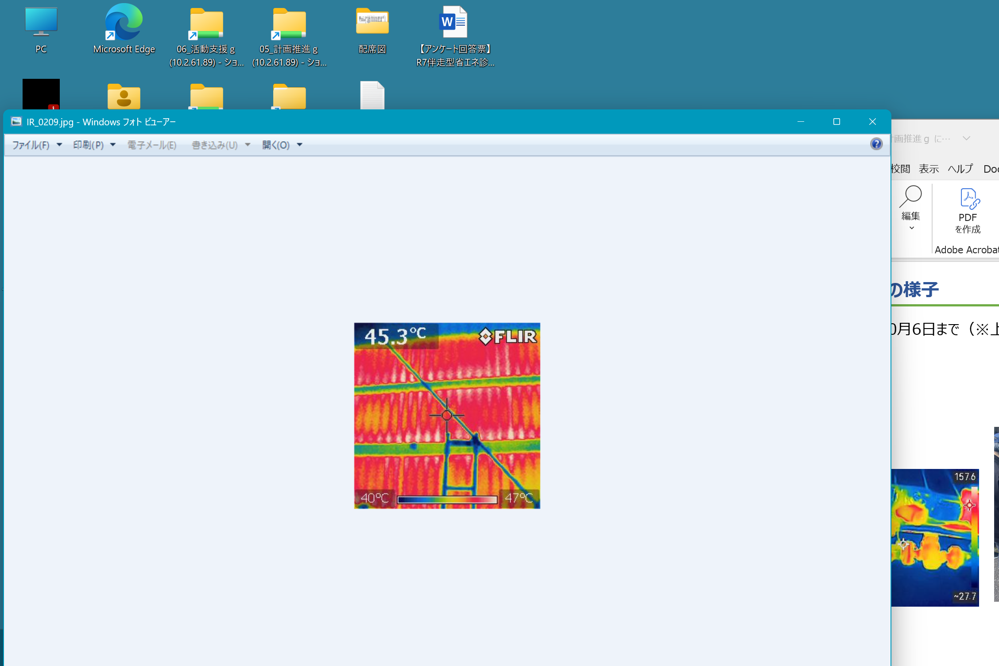 PC
Microsoft Edge
06_活動支援ｇ
(10.2.61.89) - ショ...
05_計画推進ｇ
(10.2.61.89) - ショ...
配席図
【アンケート回答票】
R7伴走型省エネ診...
IR_0209.jpg - Windows フォト ビューアー
ファイル(F)
印刷(P)
電子メール(E)
書き込み(U)
開く(O)
画推進ｇ に…
校閲
表示
ヘルプ
編集
PDF
を作成
Adobe Acrobat
の様子
0月6日まで（※上
45.3℃
FLIR
40℃
47℃
157.6
~27.7